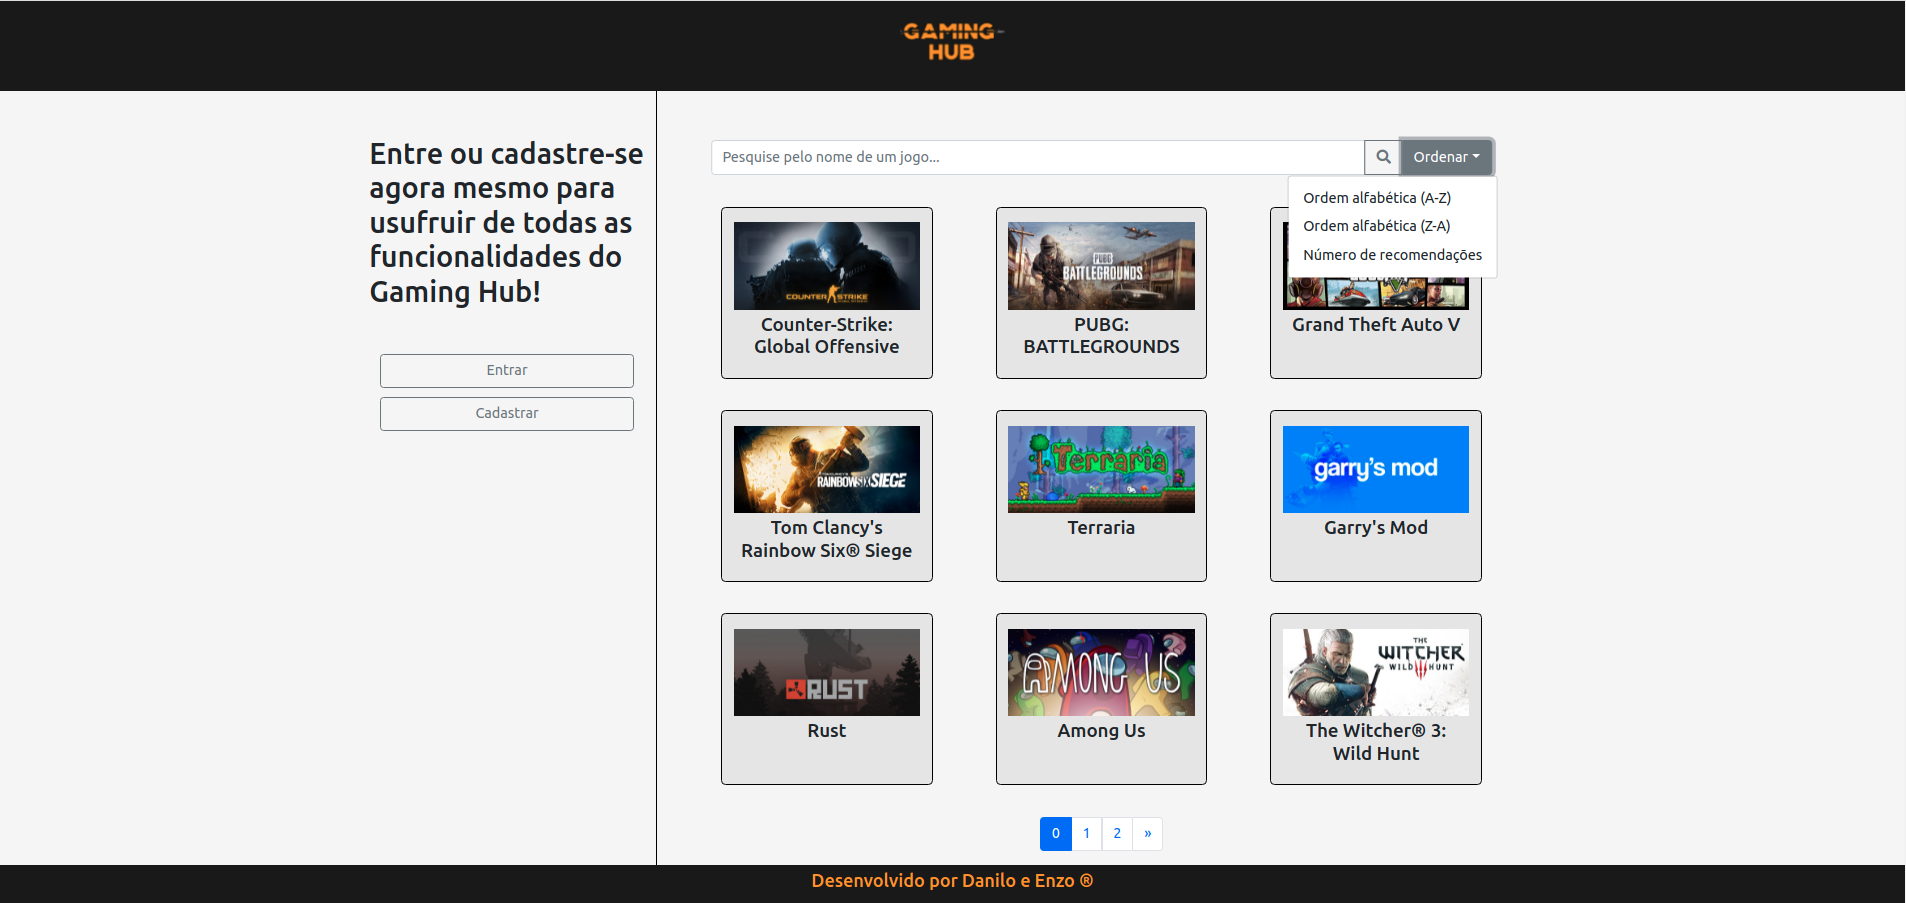 GAMING
HUB
Entre ou cadastre-se
agora mesmo para
usufruir de todas as
funcionalidades do
Gaming Hub!
Entrar
Cadastrar
Pesquise pelo nome de um jogo...
Ordenar
Ordem alfabética (A-Z)
Ordem alfabética (Z-A)
Número de recomendações
COUNTER STRIKE
Counter-Strike:
Global Offensive
PUBG
BATTLEGROUNDS
PUBG:
BATTLEGROUNDS
Grand Theft Auto V
RAINBOW SIX SIEGE
Tom Clancy's
Rainbow Six® Siege
Terraria
Terraria
garry's mod
Garry's Mod
RUST
Rust
AMONG US
Among Us
THE
WITCHER
WILD HUNT
The Witcher® 3:
Wild Hunt
0
1
2
»
Desenvolvido por Danilo e Enzo ®